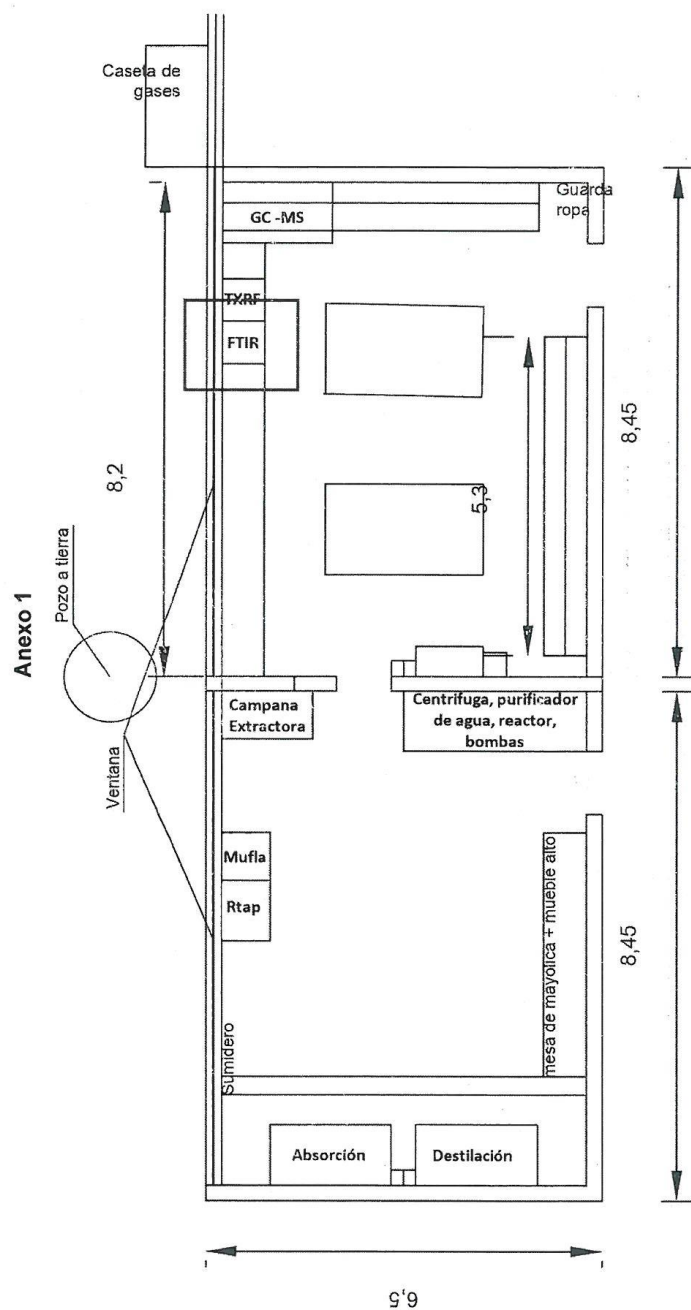 Anexo 1
Caseta de
gases
Pozo a tierra
8,2
Ventana
GC -MS
Guarda
ropa
TXRF
FTIR
5,3
8,45
Campana
Extractora
Centrifuga, purificador
de agua, reactor,
bombas
Mufla
Rtap
mesa de mayolica + mueble alto
8,45
Sumidero
Absorción
Destilación
6,5